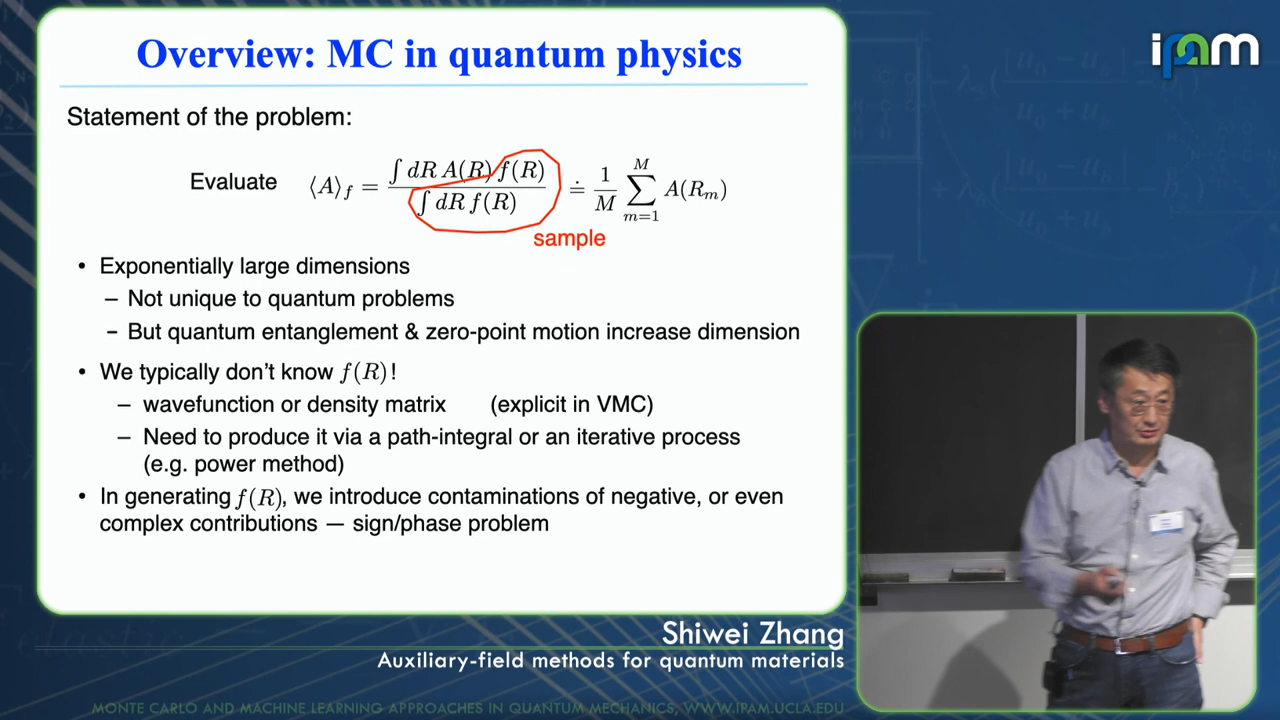 Overview: MC in quantum physics
ipam
Statement of the problem:
Evaluate ⟨A⟩_f = ∫ dR A(R) f(R) / ∫ dR f(R) ≐ 1/M ∑_{m=1}^{M} A(R_m)
sample
• Exponentially large dimensions
– Not unique to quantum problems
– But quantum entanglement & zero-point motion increase dimension
• We typically don't know f(R)!
– wavefunction or density matrix (explicit in VMC)
– Need to produce it via a path-integral or an iterative process
(e.g. power method)
• In generating f(R), we introduce contaminations of negative, or even
complex contributions — sign/phase problem
Shiwei Zhang
Auxiliary-field methods for quantum materials
MONTE CARLO AND MACHINE LEARNING APPROACHES IN QUANTUM MECHANICS, WWW.IPAM.UCLA.EDU